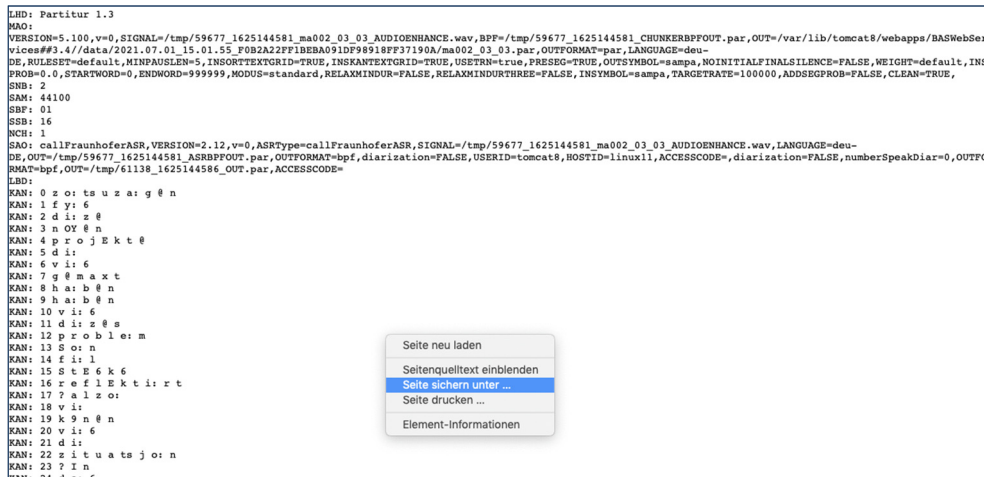 LHD: Partitur 1.3
MAO:
VERSION=5.100,v=0,SIGNAL=/tmp/59677_1625144581_ma002_03_03_AUDIOENHANCE.wav,BPF=/tmp/59677_1625144581_CHUNKERBPFOUT.par,OUT=/var/lib/tomcat8/webapps/BASWebSer
vices##3.4//data/2021.07.01_15.01.55_F0B2A22FF1BEBA091DF98918FF37190A/ma002_03_03.par,OUTFORMAT=par,LANGUAGE=deu-
DE,RULESET=default,MINPAUSLEN=5,INSORTTEXTGRID=TRUE,INSKANTEXTGRID=TRUE,USETRN=true,PRESEG=TRUE,OUTSYMBOL=sampa,NOINITIALFINALSILENCE=FALSE,WEIGHT=default,INS
PROB=0.0,STARTWORD=0,ENDWORD=999999,MODUS=standard,RELAXMINDUR=FALSE,RELAXMINDURTHREE=FALSE,INSYMBOL=sampa,TARGETRATE=100000,ADDSEGPROB=FALSE,CLEAN=TRUE,
SNB: 2
SAM: 44100
SBF: 01
SSB: 16
NCH: 1
SAO: callFraunhoferASR,VERSION=2.12,v=0,ASRType=callFraunhoferASR,SIGNAL=/tmp/59677_1625144581_ma002_03_03_AUDIOENHANCE.wav,LANGUAGE=deu-
DE,OUT=/tmp/59677_1625144581_ASRBPFOUT.par,OUTFORMAT=bpf,diarization=FALSE,USERID=tomcat8,HOSTID=linux11,ACCESSCODE=,diarization=FALSE,numberSpeakDiar=0,OUTFO
RMAT=bpf,OUT=/tmp/61138_1625144586_OUT.par,ACCESSCODE=
LBD:
KAN: 0 z o: ts u z a: g @ n
KAN: 1 f y: 6
KAN: 2 d i: z @
KAN: 3 n OY @ n
KAN: 4 p r o j E k t @
KAN: 5 d i:
KAN: 6 v i: 6
KAN: 7 g @ m a x t
KAN: 8 h a: b @ n
KAN: 9 h a: b @ n
KAN: 10 v i: 6
KAN: 11 d i: z @ s
KAN: 12 p r o b l e: m
KAN: 13 S o: n
KAN: 14 f i: l
KAN: 15 S t E 6 k 6
KAN: 16 r e f l E k t i: r t
KAN: 17 ? a l z o:
KAN: 18 v i:
KAN: 19 k 9 n @ n
KAN: 20 v i: 6
KAN: 21 d i:
KAN: 22 z i t u a ts j o: n
KAN: 23 ? I n
Seite neu laden
Seitenquelltext einblenden
Seite sichern unter ...
Seite drucken ...
Element-Informationen